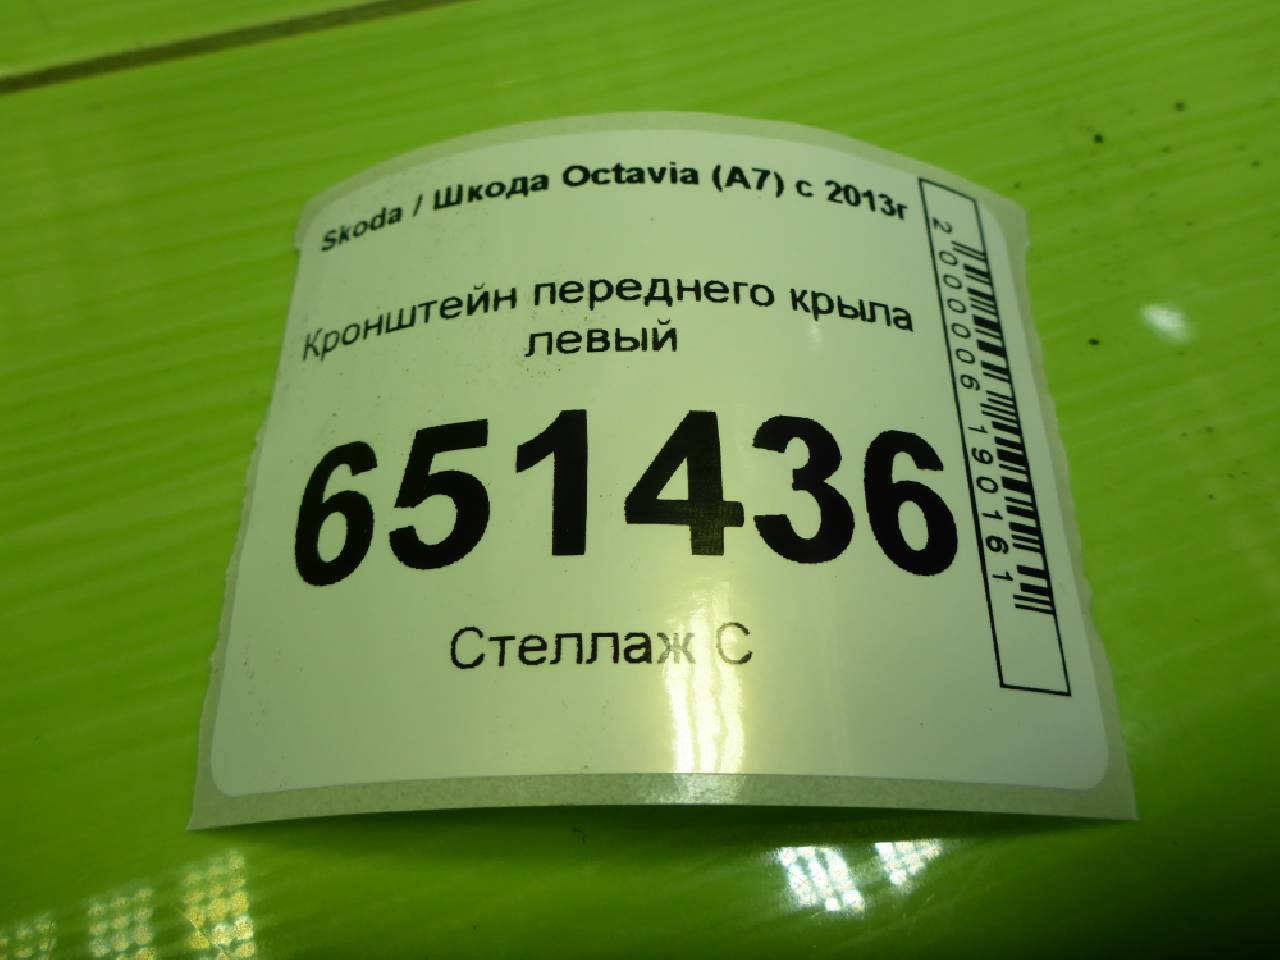 Skoda / Шкода Octavia (A7) с 2013г
Кронштейн переднего крыла
левый
651436
Стеллаж С
2000006190161